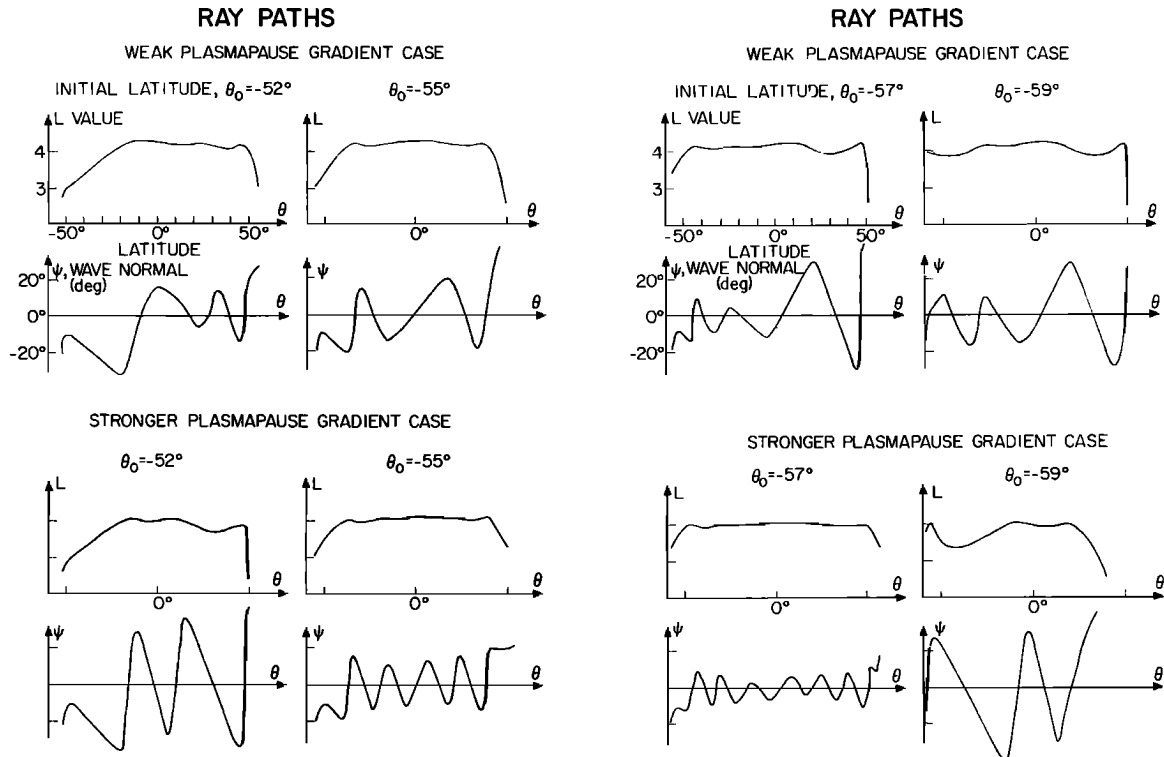 RAY PATHS
WEAK PLASMAPAUSE GRADIENT CASE
INITIAL LATITUDE, θ₀=-52°
θ₀=-55°
L VALUE
4
3
θ
-50°
0°
50°
LATITUDE
L
θ
0°
ψ, WAVE NORMAL
(deg)
20°
0°
-20°
θ
ψ
θ
STRONGER PLASMAPAUSE GRADIENT CASE
θ₀=-52°
θ₀=-55°
L
θ
0°
L
θ
0°
ψ
θ
ψ
θ
RAY PATHS
WEAK PLASMAPAUSE GRADIENT CASE
INITIAL LATITUDE, θ₀=-57°
θ₀=-59°
L VALUE
4
3
θ
-50°
0°
50°
LATITUDE
L
θ
0°
ψ, WAVE NORMAL
(deg)
20°
0°
-20°
θ
ψ
θ
STRONGER PLASMAPAUSE GRADIENT CASE
θ₀=-57°
θ₀=-59°
L
θ
0°
L
θ
0°
ψ
θ
ψ
θ